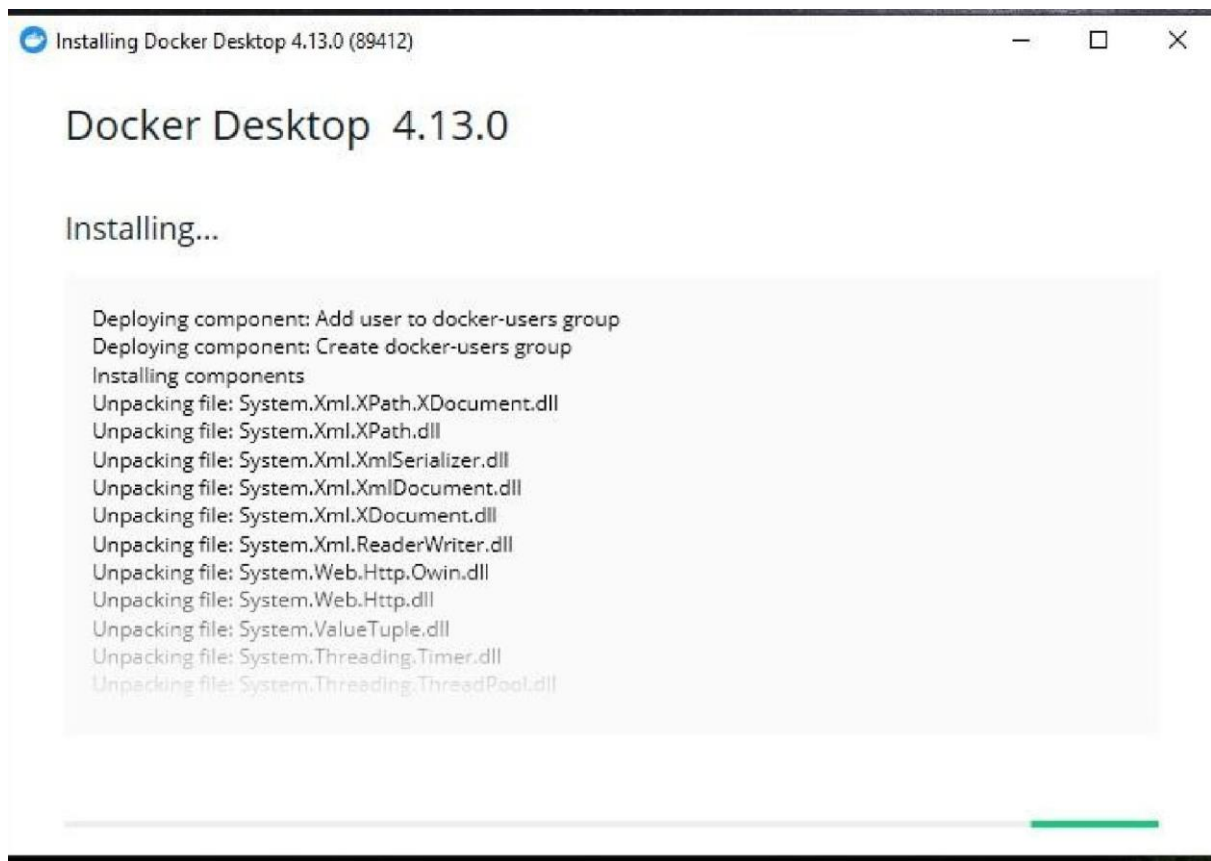 Installing Docker Desktop 4.13.0 (89412)
Docker Desktop 4.13.0
Installing...
Deploying component: Add user to docker-users group
Deploying component: Create docker-users group
Installing components
Unpacking file: System.Xml.XPath.XDocument.dll
Unpacking file: System.Xml.XPath.dll
Unpacking file: System.Xml.XmlSerializer.dll
Unpacking file: System.Xml.XmlDocument.dll
Unpacking file: System.Xml.XDocument.dll
Unpacking file: System.Xml.ReaderWriter.dll
Unpacking file: System.Web.Http.Owin.dll
Unpacking file: System.Web.Http.dll
Unpacking file: System.ValueTuple.dll
Unpacking file: System.Threading.Timer.dll
Unpacking file: System.Threading.ThreadPool.dll